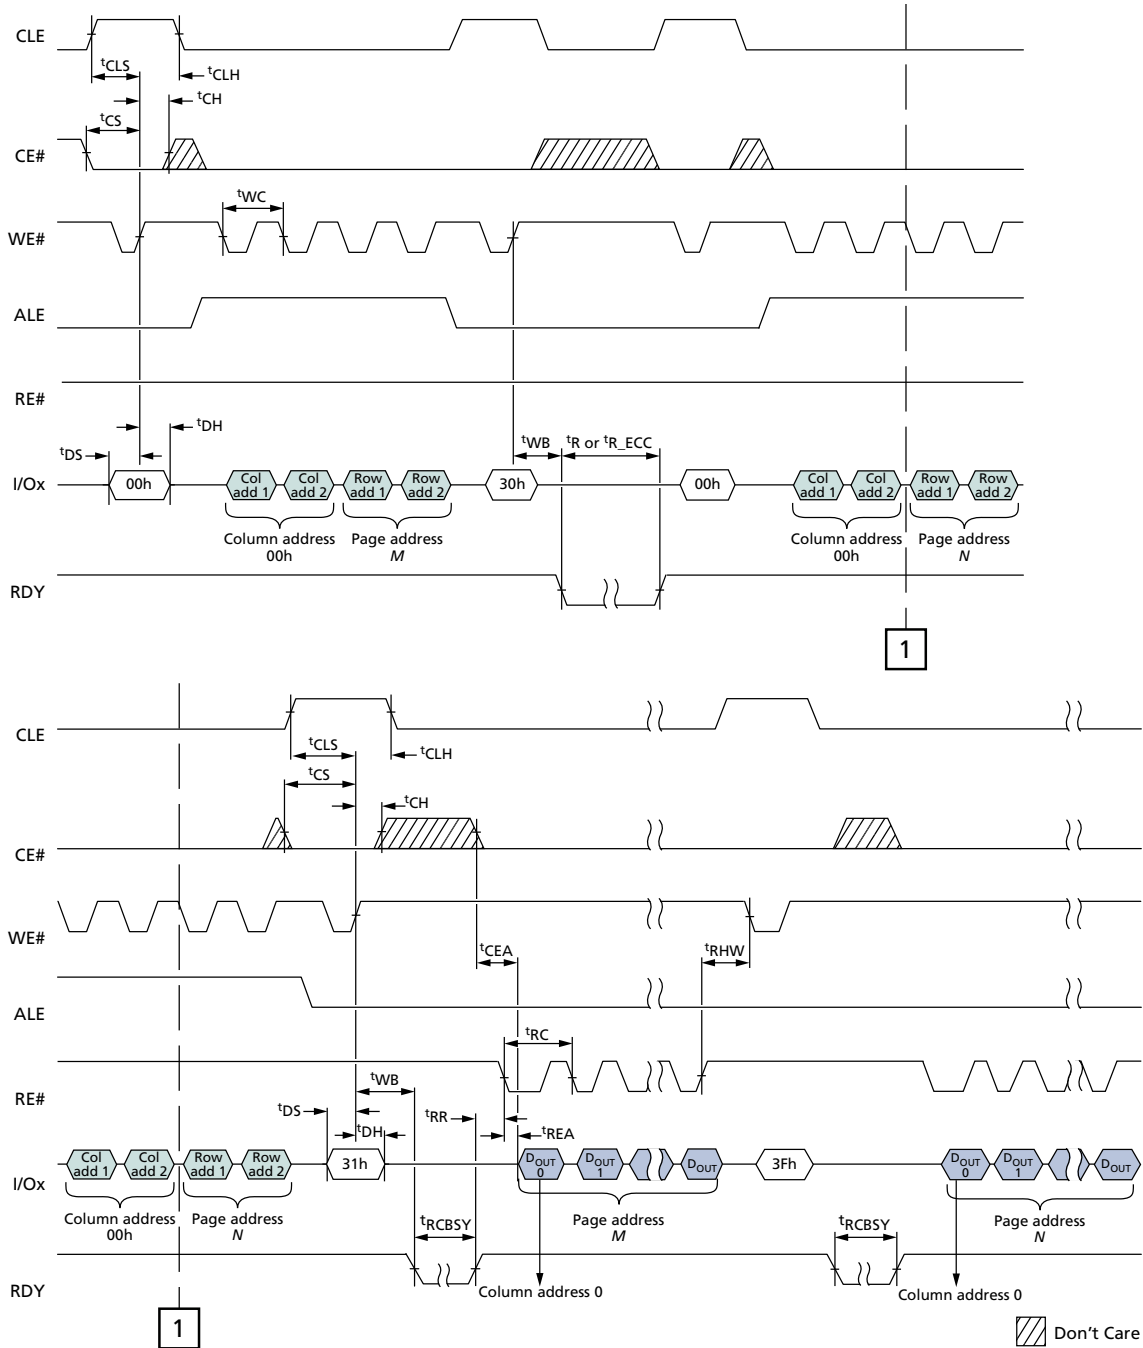 CLE
tCLS
tCLH
tCH
tCS
CE#
tWC
WE#
ALE
RE#
tDH
tDS
tWB
tR or tR_ECC
I/Ox
00h
Col add 1
Col add 2
Row add 1
Row add 2
30h
00h
Col add 1
Col add 2
Row add 1
Row add 2
Column address 00h
Page address M
Column address 00h
Page address N
RDY
1
CLE
tCLS
tCLH
tCS
tCH
CE#
WE#
tCEA
tRHW
ALE
tRC
RE#
tWB
tDS
tRR
tDH
tREA
I/Ox
Col add 1
Col add 2
Row add 1
Row add 2
31h
DOUT 0
DOUT 1
DOUT
3Fh
DOUT 0
DOUT 1
DOUT
Column address 00h
Page address N
tRCBSY
Page address M
tRCBSY
Page address N
RDY
Column address 0
Column address 0
1
Don't Care